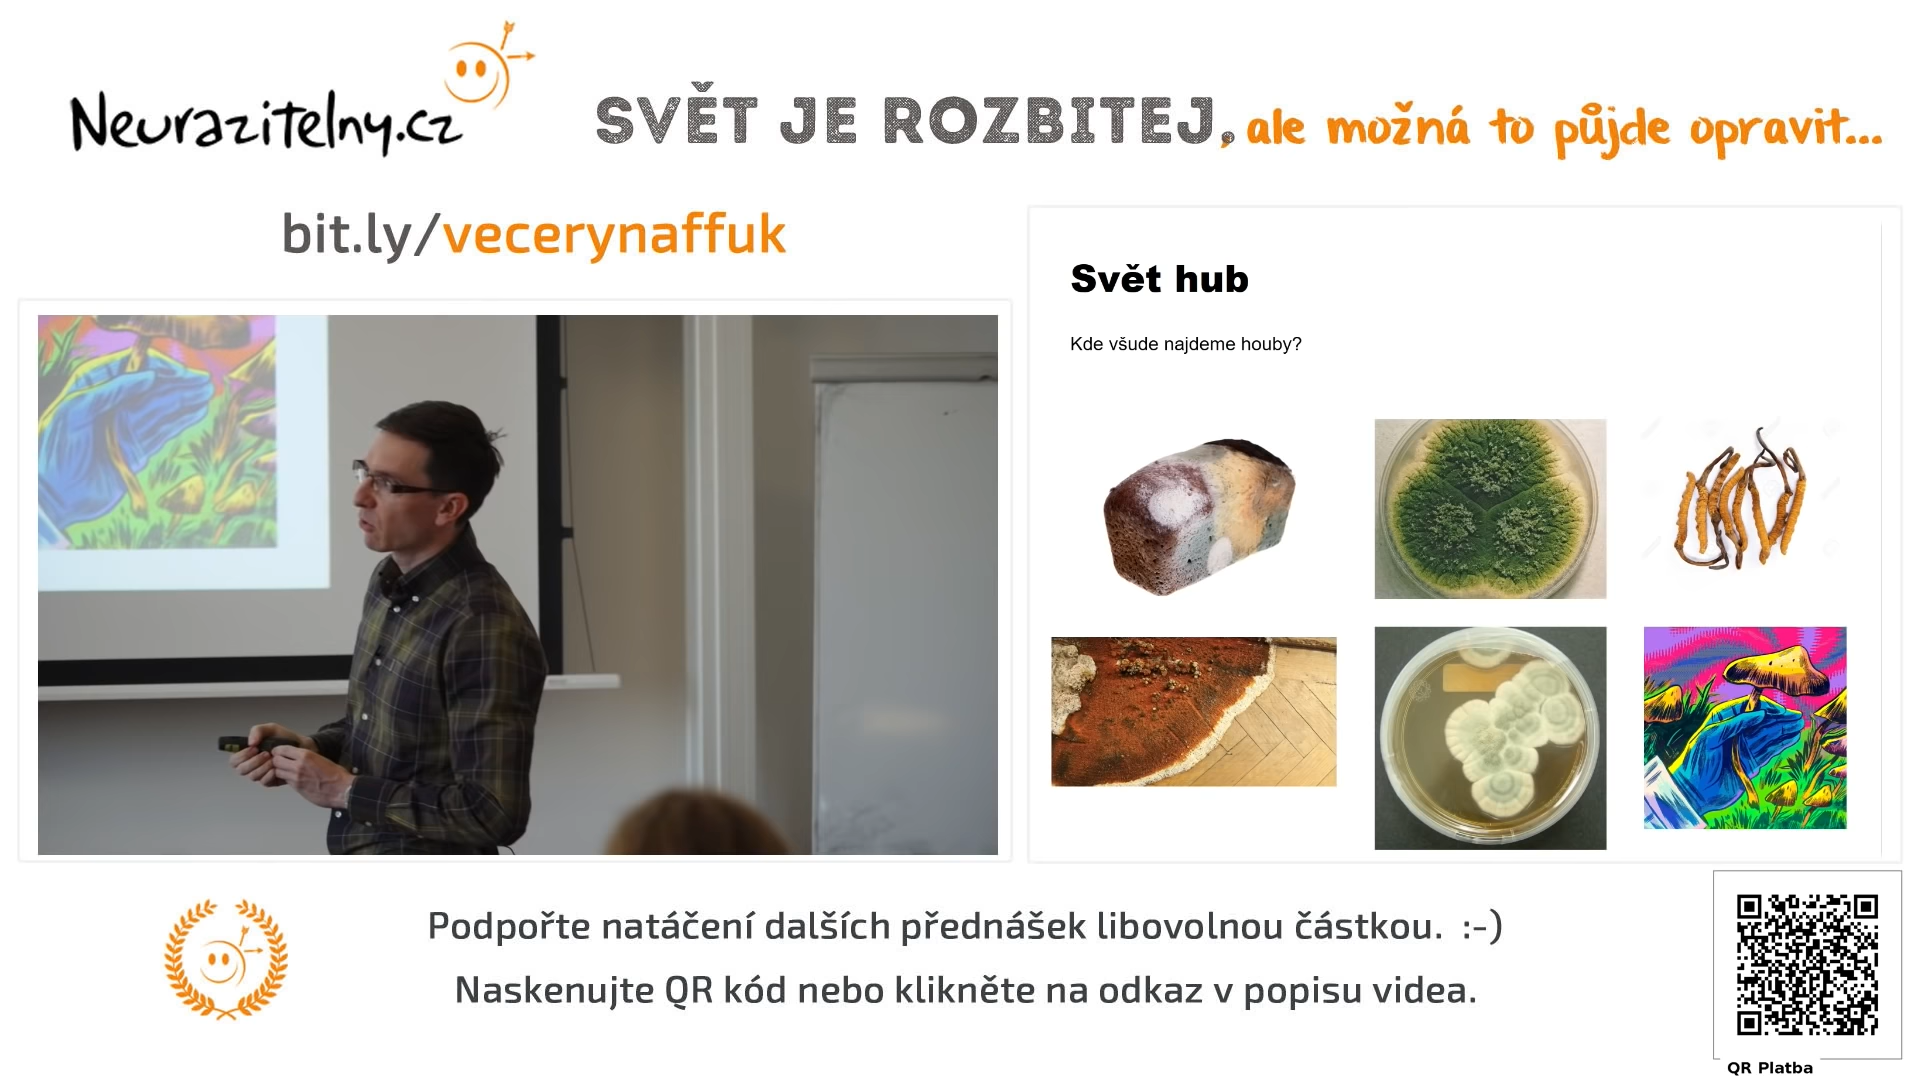 Neurazitelny.cz
SVĚT JE ROZBITEJ, ale možná to půjde opravit...
bit.ly/vecerynaffuk
Svět hub
Kde všude najdeme houby?
Podpořte natáčení dalších přednášek libovolnou částkou. :-)
Naskenujte QR kód nebo klikněte na odkaz v popisu videa.
QR Platba